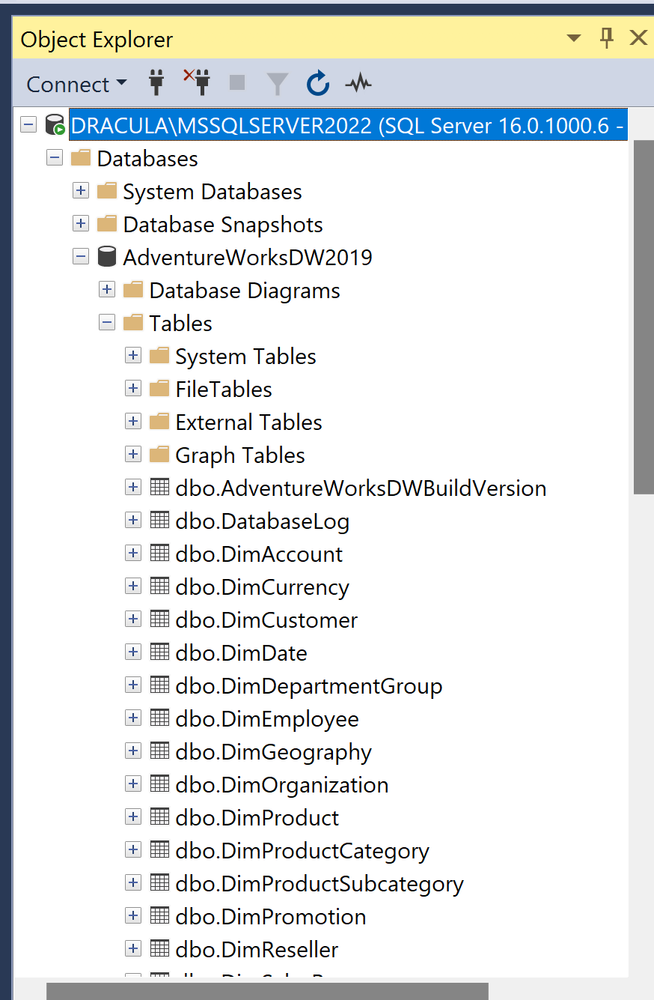 Object Explorer
Connect
DRACULA\MSSQLSERVER2022 (SQL Server 16.0.1000.6 -
Databases
System Databases
Database Snapshots
AdventureWorksDW2019
Database Diagrams
Tables
System Tables
FileTables
External Tables
Graph Tables
dbo.AdventureWorksDWBuildVersion
dbo.DatabaseLog
dbo.DimAccount
dbo.DimCurrency
dbo.DimCustomer
dbo.DimDate
dbo.DimDepartmentGroup
dbo.DimEmployee
dbo.DimGeography
dbo.DimOrganization
dbo.DimProduct
dbo.DimProductCategory
dbo.DimProductSubcategory
dbo.DimPromotion
dbo.DimReseller